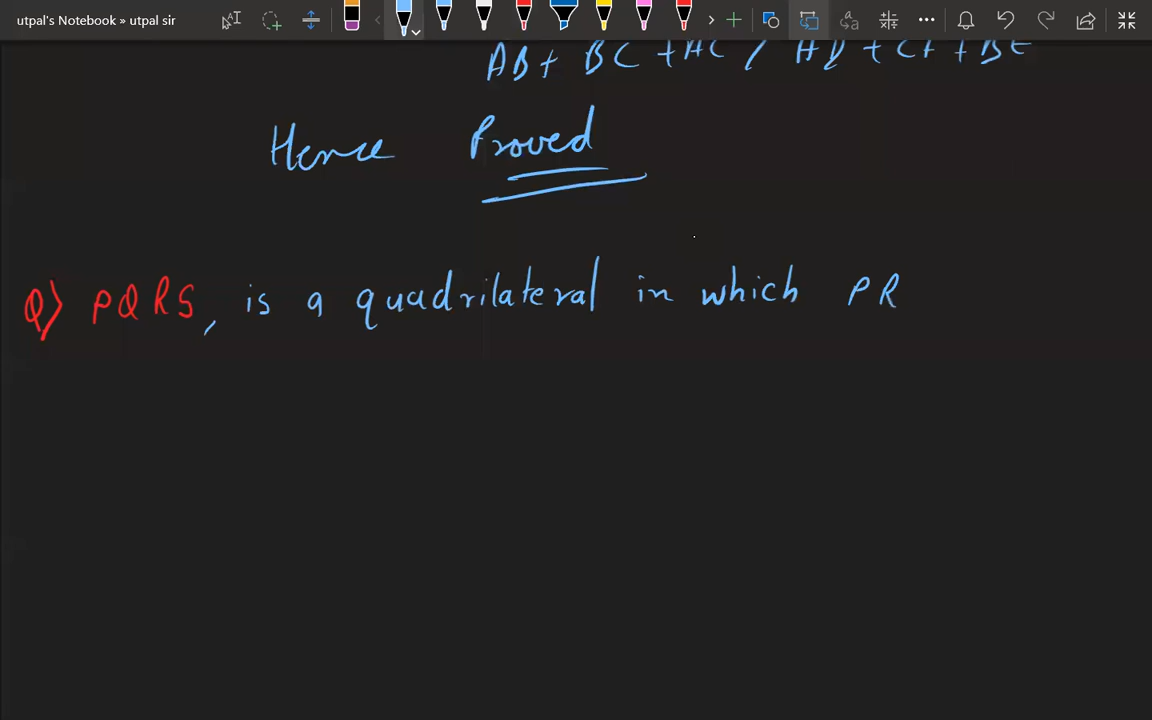 utpal's Notebook » utpal sir
AB + BC + AC > AD + CF + BE
Hence Proved
Q) PQRS, is a quadrilateral in which PR